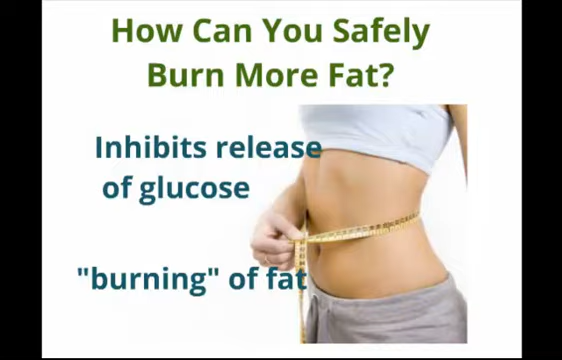 How Can You Safely
Burn More Fat?
Inhibits release
of glucose
"burning" of fat